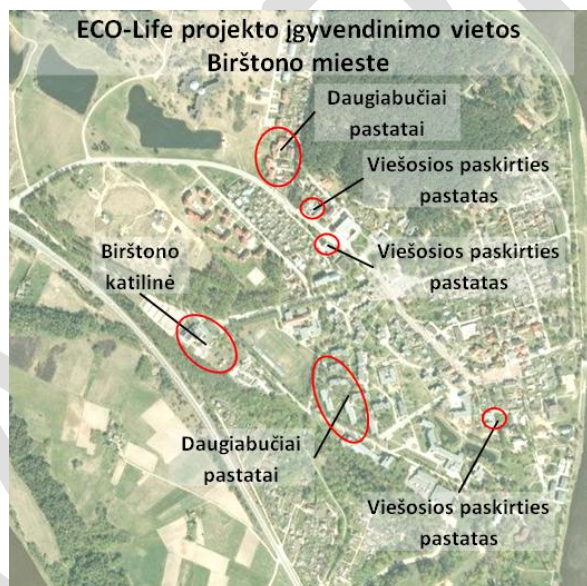 ECO-Life projekto įgyvendinimo vietos
Birštono mieste
Daugiabučiai
pastatai
Viešosios paskirties
pastatas
Viešosios paskirties
pastatas
Birštono
katilinė
Daugiabučiai
pastatai
Viešosios paskirties
pastatas